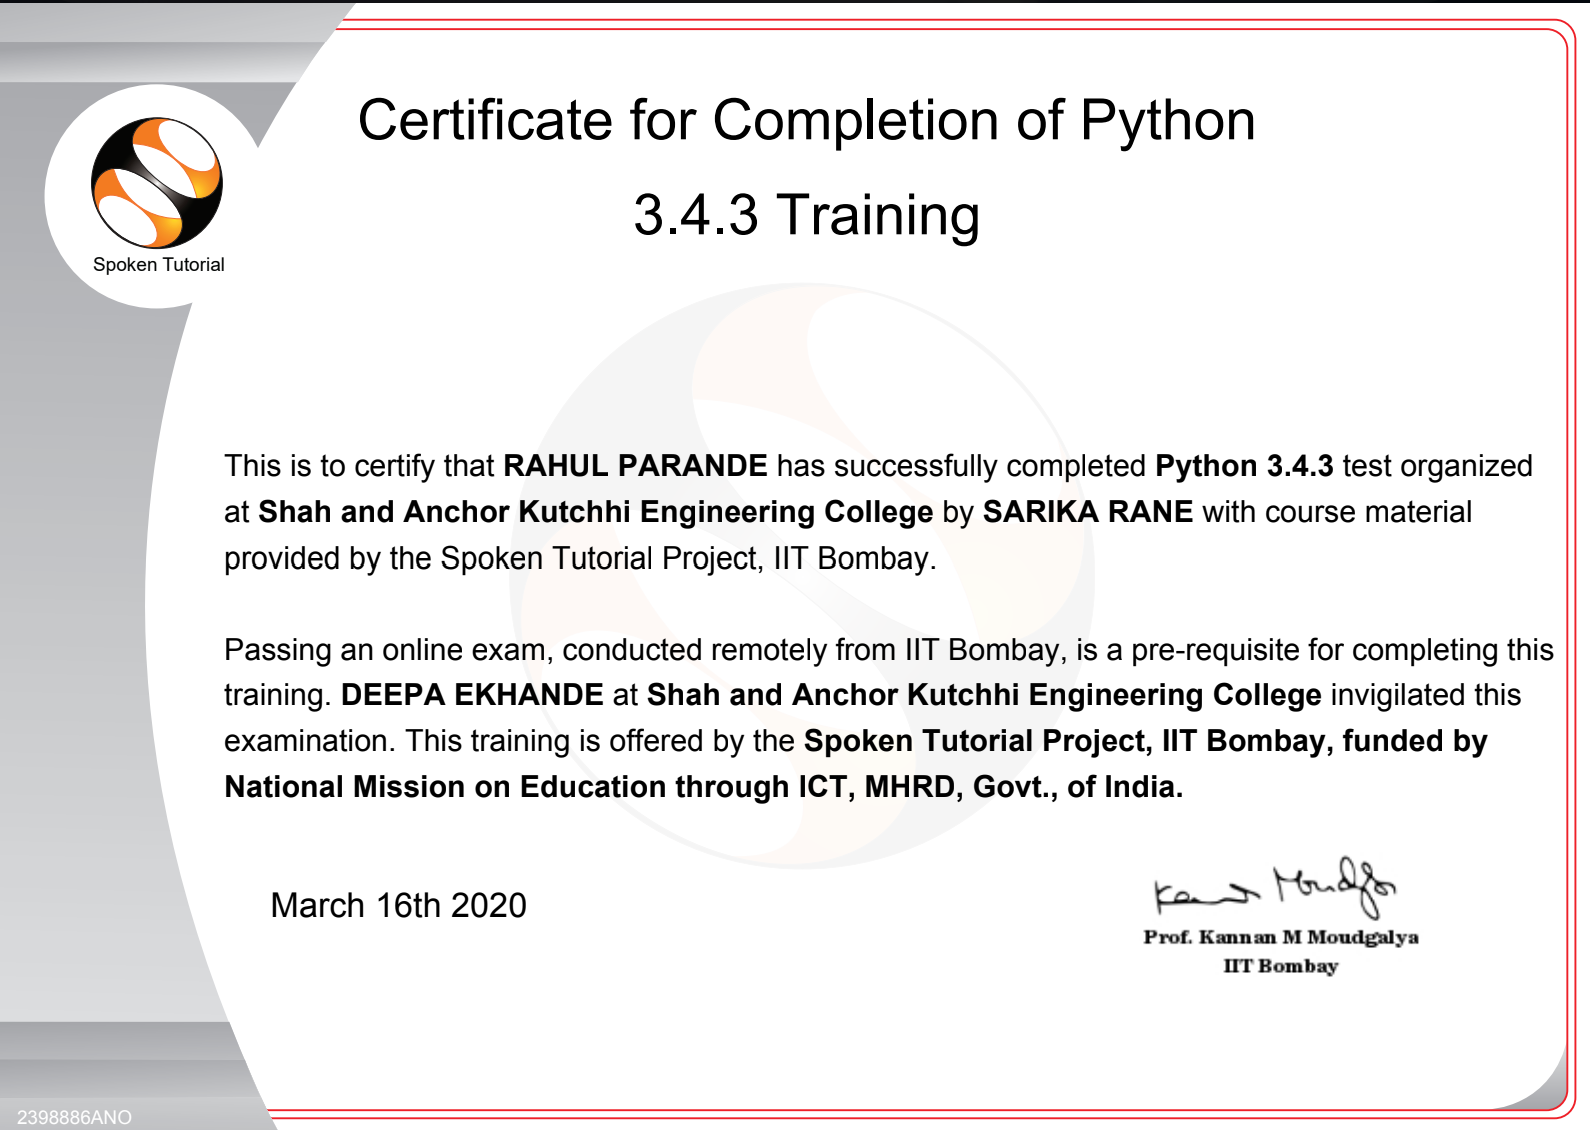 Certificate for Completion of Python
3.4.3 Training
Spoken Tutorial
This is to certify that RAHUL PARANDE has successfully completed Python 3.4.3 test organized
at Shah and Anchor Kutchhi Engineering College by SARIKA RANE with course material
provided by the Spoken Tutorial Project, IIT Bombay.
Passing an online exam, conducted remotely from IIT Bombay, is a pre-requisite for completing this
training. DEEPA EKHANDE at Shah and Anchor Kutchhi Engineering College invigilated this
examination. This training is offered by the Spoken Tutorial Project, IIT Bombay, funded by
National Mission on Education through ICT, MHRD, Govt., of India.
March 16th 2020
Prof. Kannan M Moudgalya
IIT Bombay
2398886ANO